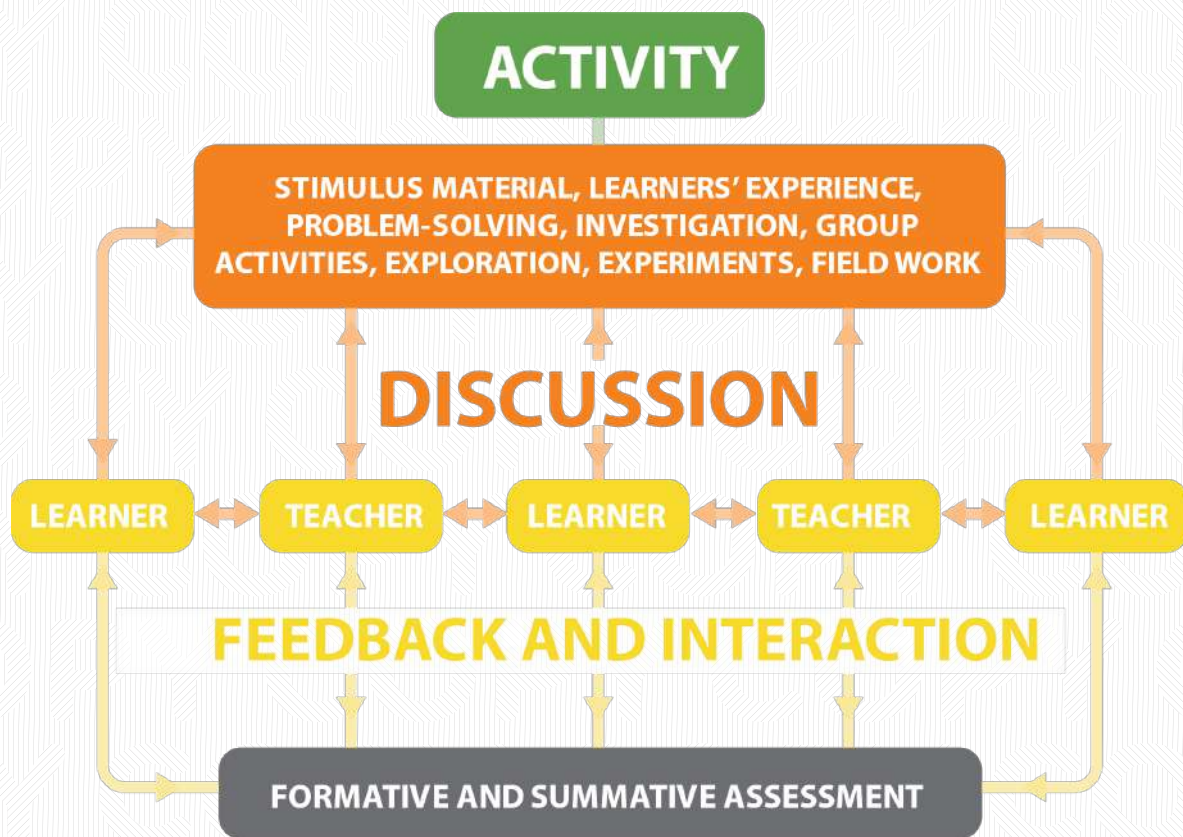 ACTIVITY
STIMULUS MATERIAL, LEARNERS’ EXPERIENCE,
PROBLEM-SOLVING, INVESTIGATION, GROUP
ACTIVITIES, EXPLORATION, EXPERIMENTS, FIELD WORK
DISCUSSION
LEARNER
TEACHER
LEARNER
TEACHER
LEARNER
FEEDBACK AND INTERACTION
FORMATIVE AND SUMMATIVE ASSESSMENT